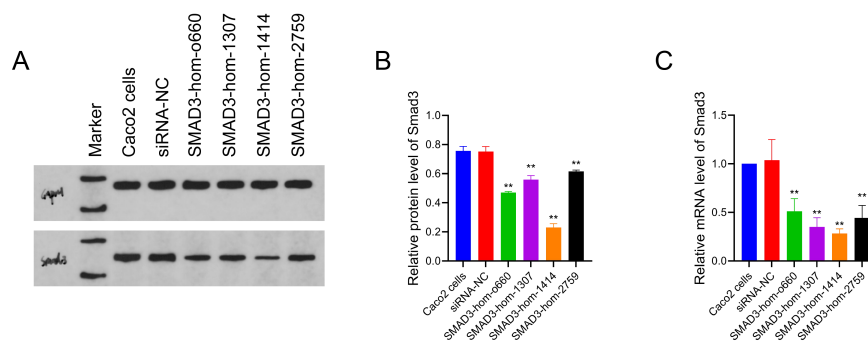 A
Marker
Caco2 cells
siRNA-NC
SMAD3-hom-o660
SMAD3-hom-1307
SMAD3-hom-1414
SMAD3-hom-2759
smad3
B
Relative protein level of Smad3
1.0
0.8
0.6
0.4
0.2
0.0
**
**
**
**
Caco2 cells
siRNA-NC
SMAD3-hom-o660
SMAD3-hom-1307
SMAD3-hom-1414
SMAD3-hom-2759
C
Relative mRNA level of Smad3
1.5
1.0
0.5
0.0
**
**
**
**
Caco2 cells
siRNA-NC
SMAD3-hom-o660
SMAD3-hom-1307
SMAD3-hom-1414
SMAD3-hom-2759